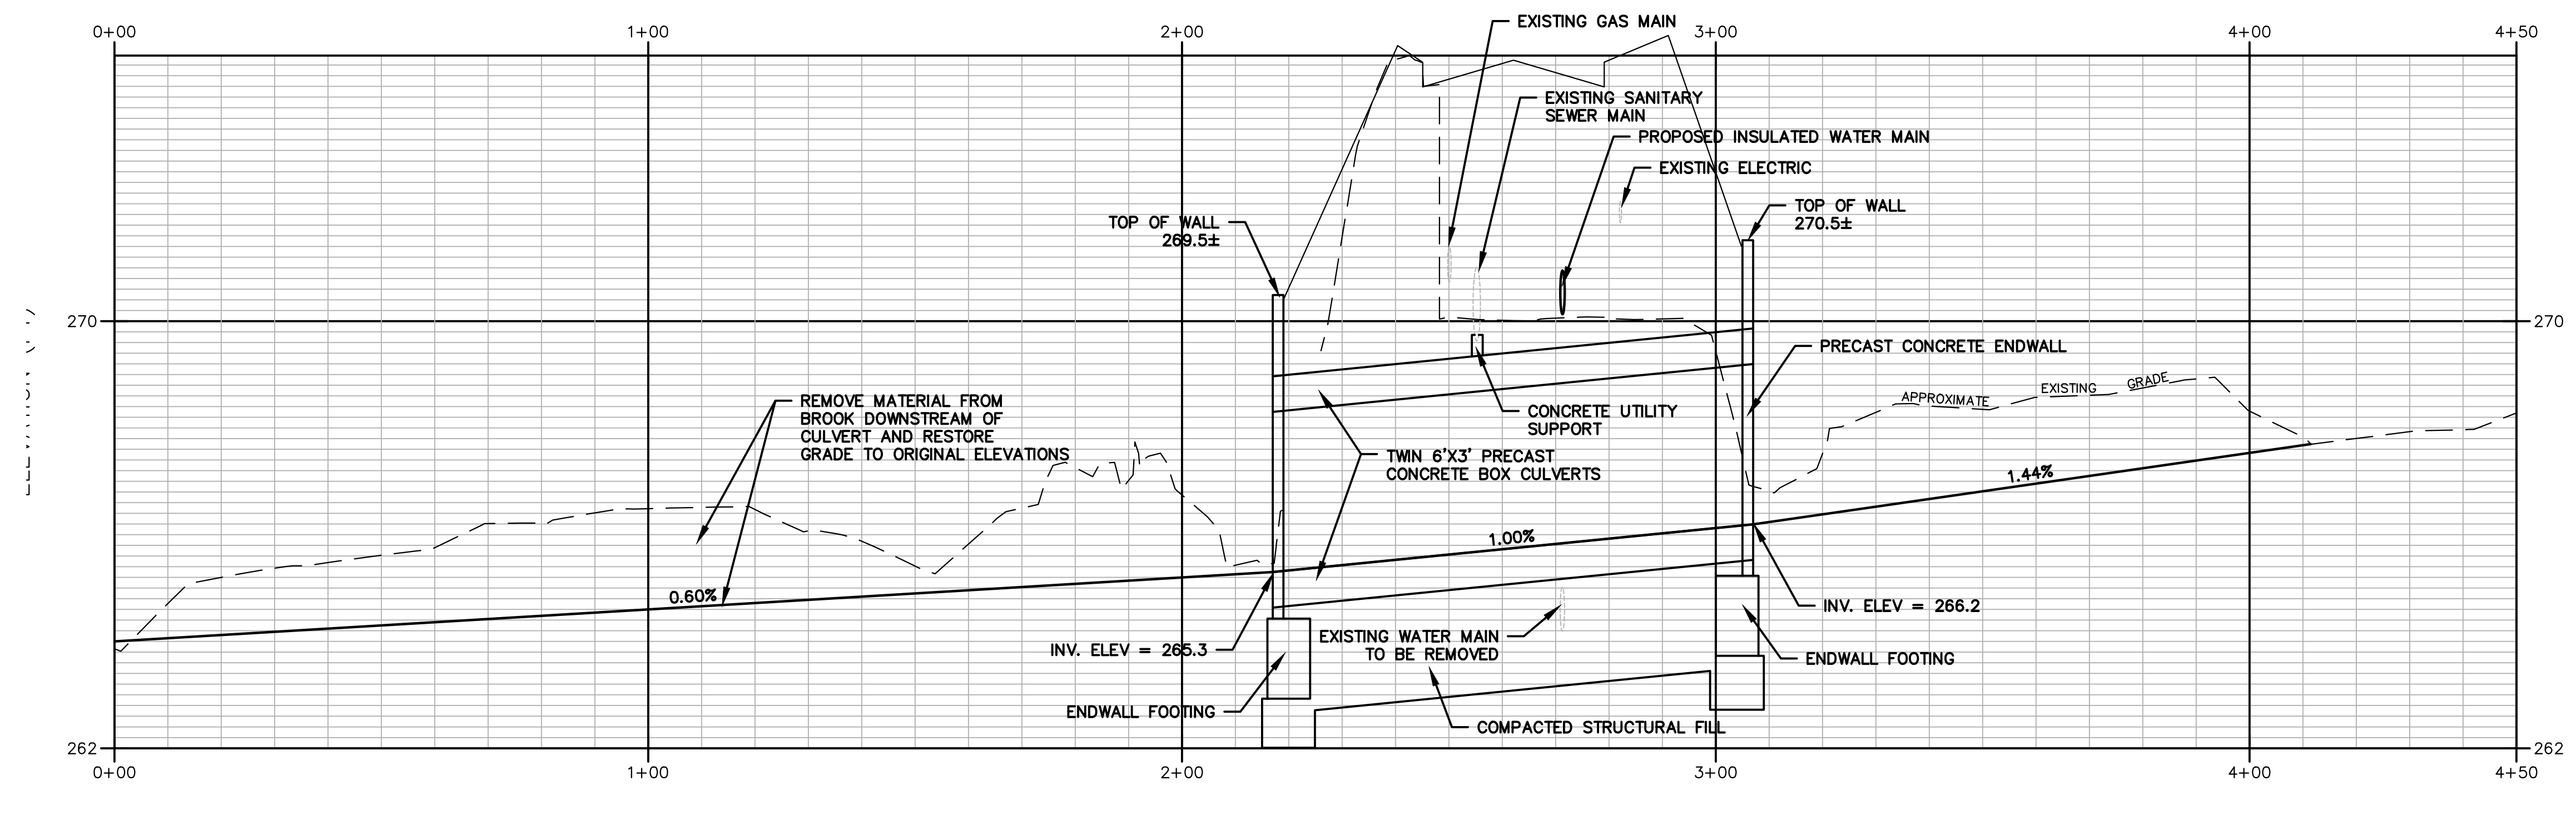 0+00 1+00 2+00 3+00 4+00 4+50
EXISTING GAS MAIN
EXISTING SANITARY
SEWER MAIN
PROPOSED INSULATED WATER MAIN
EXISTING ELECTRIC
TOP OF WALL
269.5±
TOP OF WALL
270.5±
270 270
PRECAST CONCRETE ENDWALL
APPROXIMATE EXISTING GRADE
REMOVE MATERIAL FROM
BROOK DOWNSTREAM OF
CULVERT AND RESTORE
GRADE TO ORIGINAL ELEVATIONS
CONCRETE UTILITY
SUPPORT
TWIN 6'X3' PRECAST
CONCRETE BOX CULVERTS
1.44%
1.00%
0.60%
INV. ELEV = 266.2
EXISTING WATER MAIN
TO BE REMOVED
INV. ELEV = 265.3
ENDWALL FOOTING
ENDWALL FOOTING
COMPACTED STRUCTURAL FILL
262 262
0+00 1+00 2+00 3+00 4+00 4+50